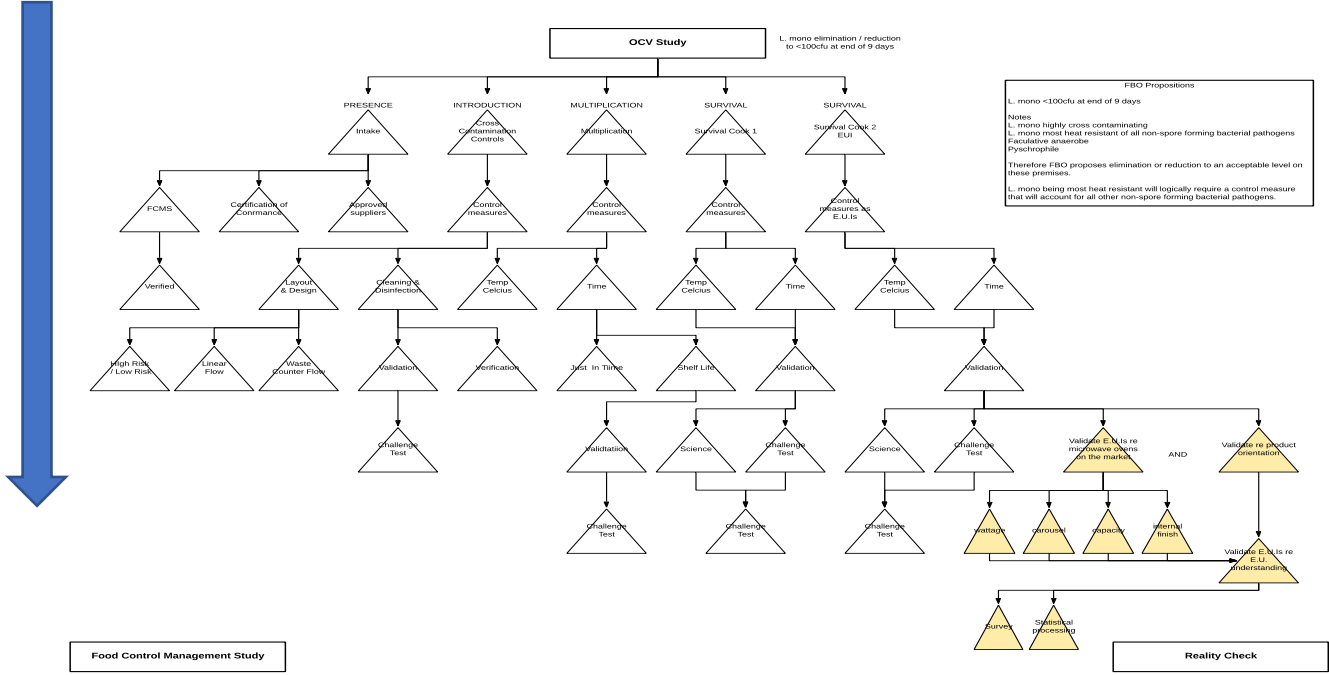 OCV Study
L. mono elimination / reduction
to <100cfu at end of 9 days
FBO Propositions
L. mono <100cfu at end of 9 days
Notes
L. mono highly cross contaminating
L. mono most heat resistant of all non-spore forming bacterial pathogens
Faculative anaerobe
Pyschrophile
Therefore FBO proposes elimination or reduction to an acceptable level on
these premises.
L. mono being most heat resistant will logically require a control measure
that will account for all other non-spore forming bacterial pathogens.
PRESENCE
INTRODUCTION
MULTIPLICATION
SURVIVAL
SURVIVAL
Intake
Cross
Contamination
Controls
Multiplication
Survival Cook 1
Survival Cook 2
EUI
FCMS
Certification of
Conrmance
Approved
suppliers
Control
measures
Control
measures
Control
measures
Control
measures as
E.U.Is
Verified
Layout
& Design
Cleaning &
Disinfection
Temp
Celcius
Time
Temp
Celcius
Time
Temp
Celcius
Time
High Risk
/ Low Risk
Linear
Flow
Waste
Counter Flow
Validation
Verification
Just In Tiime
Shelf Life
Validation
Validation
Challenge
Test
Validtatiion
Science
Challenge
Test
Science
Challenge
Test
Validate E.U.Is re
microwave ovens
on the market
AND
Validate re product
orientation
Challenge
Test
Challenge
Test
Challenge
Test
wattage
carousel
capacity
internal
finish
Validate E.U.Is re
E.U.
understanding
Survey
Statistical
processing
Food Control Management Study
Reality Check